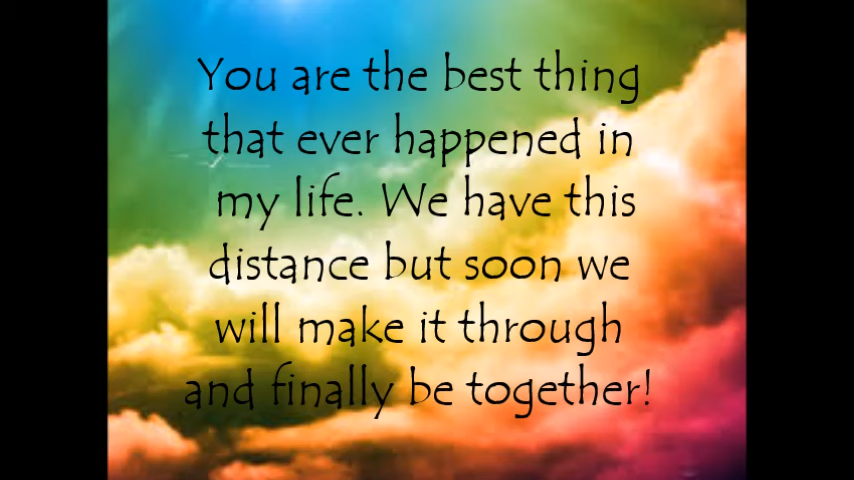 You are the best thing
that ever happened in
my life. We have this
distance but soon we
will make it through
and finally be together!